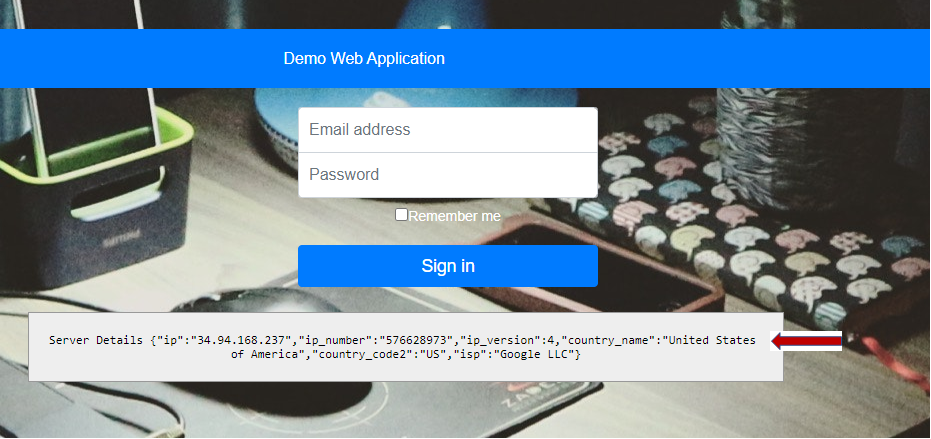 Demo Web Application
Email address
Password
Remember me
Sign in
Server Details {"ip":"34.94.168.237","ip_number":"576628973","ip_version":4,"country_name":"United States
of America","country_code2":"US","isp":"Google LLC"}